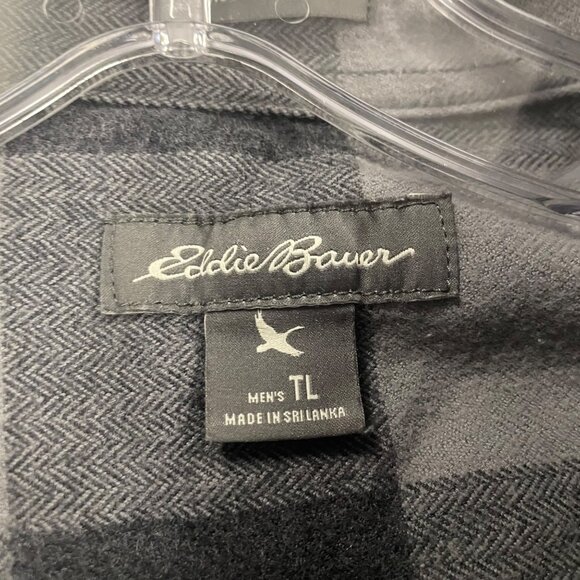 Eddie Bauer
MEN'S TL
MADE IN SRI LANKA